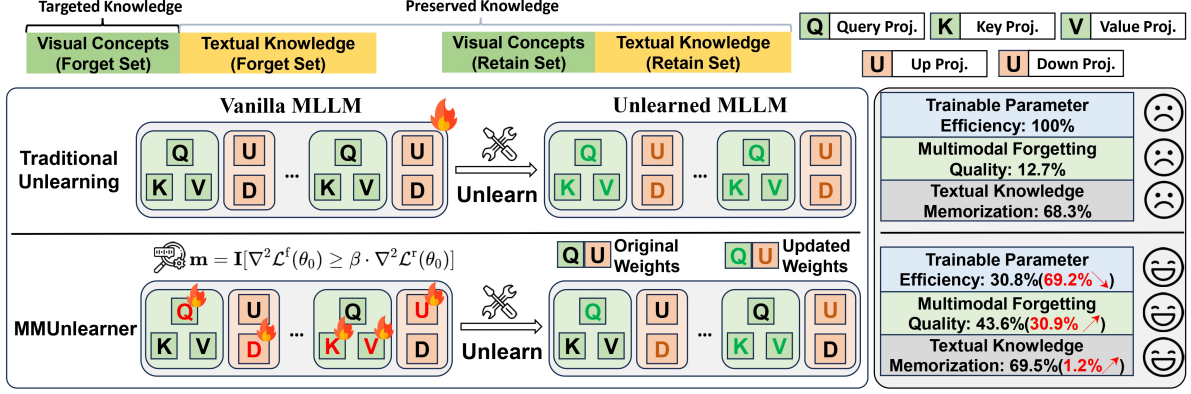 Targeted Knowledge
Preserved Knowledge
Visual Concepts
(Forget Set)
Textual Knowledge
(Forget Set)
Visual Concepts
(Retain Set)
Textual Knowledge
(Retain Set)
Q Query Proj.
K Key Proj.
V Value Proj.
U Up Proj.
U Down Proj.
Vanilla MLLM
Unlearned MLLM
Traditional
Unlearning
Q
K V
U
D
...
Q
K V
U
D
Unlearn
Q
K V
U
D
...
Q
K V
U
D
Trainable Parameter
Efficiency: 100%
Multimodal Forgetting
Quality: 12.7%
Textual Knowledge
Memorization: 68.3%
m = I[∇²ℒᶠ(θ₀) ≥ β · ∇²ℒʳ(θ₀)]
Q U Original
Weights
Q U Updated
Weights
MMUnlearner
Q
K V
U
D
...
Q
K V
U
D
Unlearn
Q
K V
U
D
...
Q
K V
U
D
Trainable Parameter
Efficiency: 30.8%(69.2%↘)
Multimodal Forgetting
Quality: 43.6%(30.9% ↗)
Textual Knowledge
Memorization: 69.5%(1.2%↗)